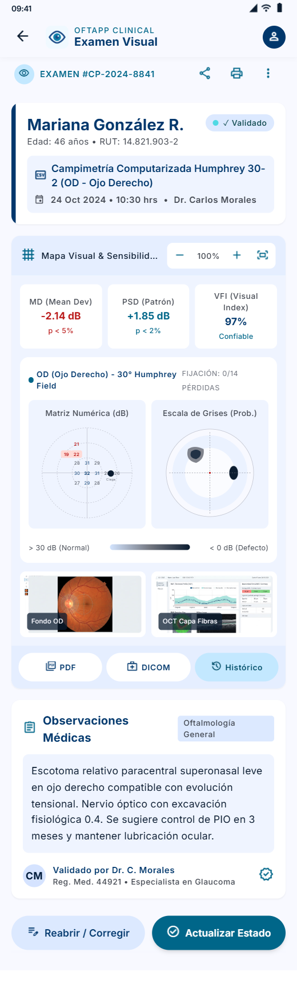 09:41
OFTAPP CLINICAL
Examen Visual
EXAMEN #CP-2024-8841
Mariana González R.
✓ Validado
Edad: 46 años • RUT: 14.821.903-2
CSV
Campimetría Computarizada Humphrey 30-
2 (OD - Ojo Derecho)
24 Oct 2024 • 10:30 hrs • Dr. Carlos Morales
Mapa Visual & Sensibilid...
100%
MD (Mean Dev)
-2.14 dB
p < 5%
PSD (Patrón)
+1.85 dB
p < 2%
VFI (Visual
Index)
97%
Confiable
OD (Ojo Derecho) - 30° Humphrey
Field
FIJACIÓN: 0/14
PÉRDIDAS
Matriz Numérica (dB)
21
19 22
28 31 29
30 32 31 26
Ciega
27 29 28
Escala de Grises (Prob.)
> 30 dB (Normal)
< 0 dB (Defecto)
Fondo OD
OCT Capa Fibras
PDF
DICOM
Histórico
Observaciones
Médicas
Oftalmología
General
Escotoma relativo paracentral superonasal leve
en ojo derecho compatible con evolución
tensional. Nervio óptico con excavación
fisiológica 0.4. Se sugiere control de PIO en 3
meses y mantener lubricación ocular.
CM
Validado por Dr. C. Morales
Reg. Med. 44921 • Especialista en Glaucoma
Reabrir / Corregir
Actualizar Estado